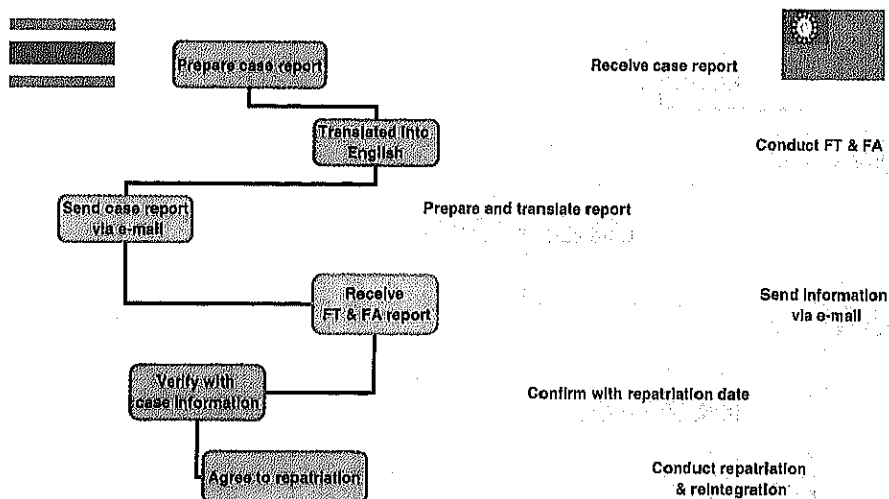 Prepare case report
Receive case report
Translated into
English
Conduct FT & FA
Send case report
via e-mail
Prepare and translate report
Receive
FT & FA report
Send information
via e-mail
Verify with
case information
Confirm with repatriation date
Agree to repatriation
Conduct repatriation
& reintegration